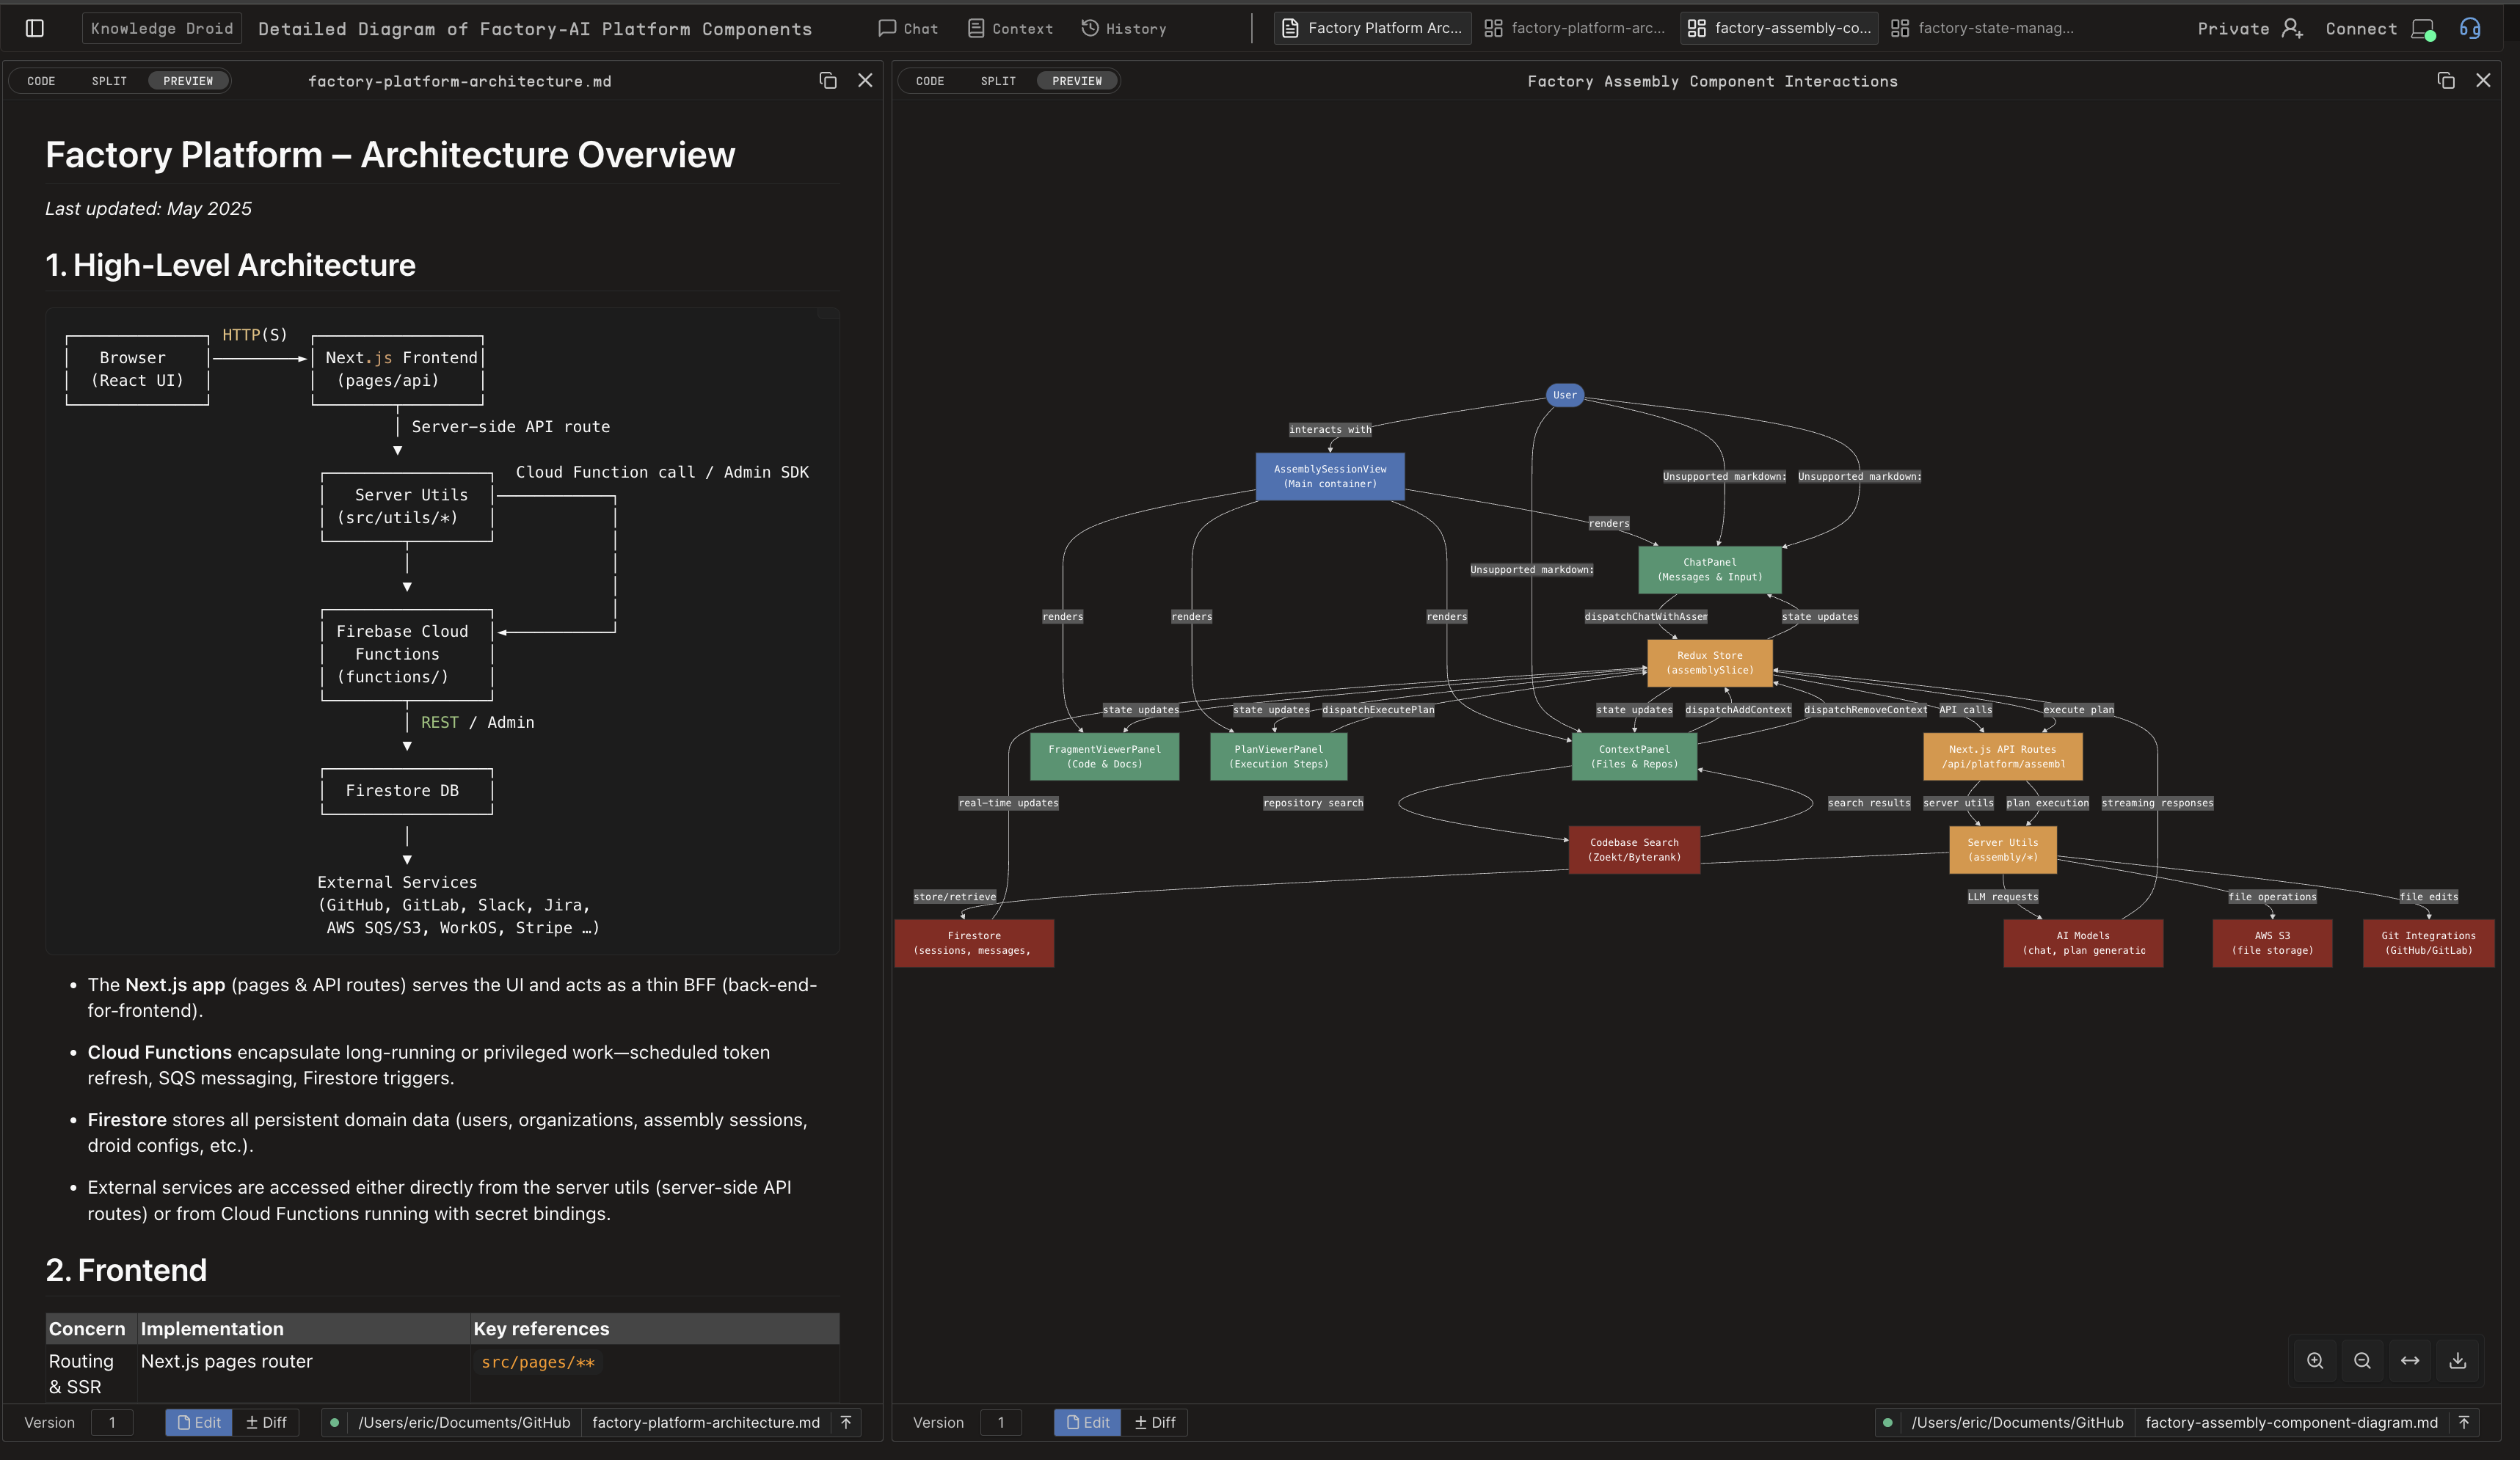 Knowledge Droid
Detailed Diagram of Factory-AI Platform Components
Chat
Context
History
Factory Platform Arc...
factory-platform-arc...
factory-assembly-co...
factory-state-manag...
Private
Connect
CODE
SPLIT
PREVIEW
factory-platform-architecture.md
Factory Platform – Architecture Overview
Last updated: May 2025
1. High-Level Architecture
HTTP(S)
Browser
(React UI)
Next.js Frontend
(pages/api)
Server-side API route
Cloud Function call / Admin SDK
Server Utils
(src/utils/*)
Firebase Cloud
Functions
(functions/)
REST / Admin
Firestore DB
External Services
(GitHub, GitLab, Slack, Jira,
AWS SQS/S3, WorkOS, Stripe …)
• The Next.js app (pages & API routes) serves the UI and acts as a thin BFF (back-end-
for-frontend).
• Cloud Functions encapsulate long-running or privileged work—scheduled token
refresh, SQS messaging, Firestore triggers.
• Firestore stores all persistent domain data (users, organizations, assembly sessions,
droid configs, etc.).
• External services are accessed either directly from the server utils (server-side API
routes) or from Cloud Functions running with secret bindings.
2. Frontend
Concern
Implementation
Key references
Routing
& SSR
Next.js pages router
src/pages/**
Version
1
Edit
± Diff
/Users/eric/Documents/GitHub
factory-platform-architecture.md
CODE
SPLIT
PREVIEW
Factory Assembly Component Interactions
User
interacts with
AssemblySessionView
(Main container)
Unsupported markdown:
Unsupported markdown:
renders
ChatPanel
(Messages & Input)
Unsupported markdown:
renders
renders
renders
dispatchChatWithAssem
state updates
Redux Store
(assemblySlice)
state updates
state updates
dispatchExecutePlan
state updates
dispatchAddContext
dispatchRemoveContext
API calls
execute plan
FragmentViewerPanel
(Code & Docs)
PlanViewerPanel
(Execution Steps)
ContextPanel
(Files & Repos)
Next.js API Routes
/api/platform/assembl
real-time updates
repository search
search results
server utils
plan execution
streaming responses
Codebase Search
(Zoekt/Byterank)
Server Utils
(assembly/*)
store/retrieve
LLM requests
file operations
file edits
Firestore
(sessions, messages,
AI Models
(chat, plan generatio
AWS S3
(file storage)
Git Integrations
(GitHub/GitLab)
Version
1
Edit
± Diff
/Users/eric/Documents/GitHub
factory-assembly-component-diagram.md